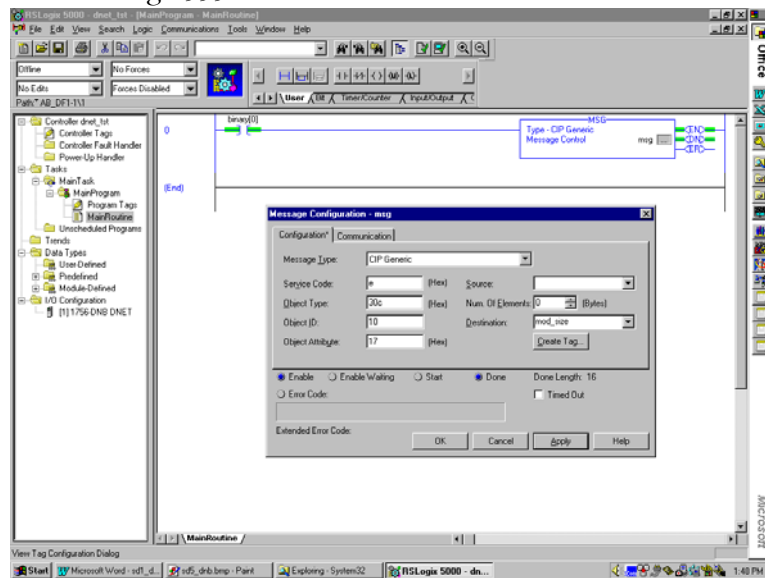 RSLogix 5000 - dnet_tst - [MainProgram - MainRoutine]
File Edit View Search Logic Communications Tools Window Help
Offline
No Forces
No Edits
Forces Disabled
Path: AB_DF1-1\1
User
Bit
Timer/Counter
Input/Output
Controller dnet_tst
Controller Tags
Controller Fault Handler
Power-Up Handler
Tasks
MainTask
MainProgram
Program Tags
MainRoutine
Unscheduled Programs
Trends
Data Types
User-Defined
Predefined
Module-Defined
I/O Configuration
[1] 1756-DNB DNET
0
binary[0]
MSG
Type - CIP Generic
Message Control
msg
...
EN
DN
ER
(End)
Message Configuration - msg
Configuration*
Communication
Message Type:
CIP Generic
Service Code:
e
(Hex)
Source:
Object Type:
30c
(Hex)
Num. Of Elements:
0
(Bytes)
Object ID:
10
Destination:
mod_size
Object Attribute:
17
(Hex)
Create Tag...
Enable
Enable Waiting
Start
Done
Done Length: 16
Error Code:
Timed Out
Extended Error Code:
OK
Cancel
Apply
Help
MainRoutine
View Tag Configuration Dialog
Office
Microsoft
Start
Microsoft Word - sd1_d...
sd5_dnb.bmp - Paint
Exploring - System32
RSLogix 5000 - dn...
1:48 PM